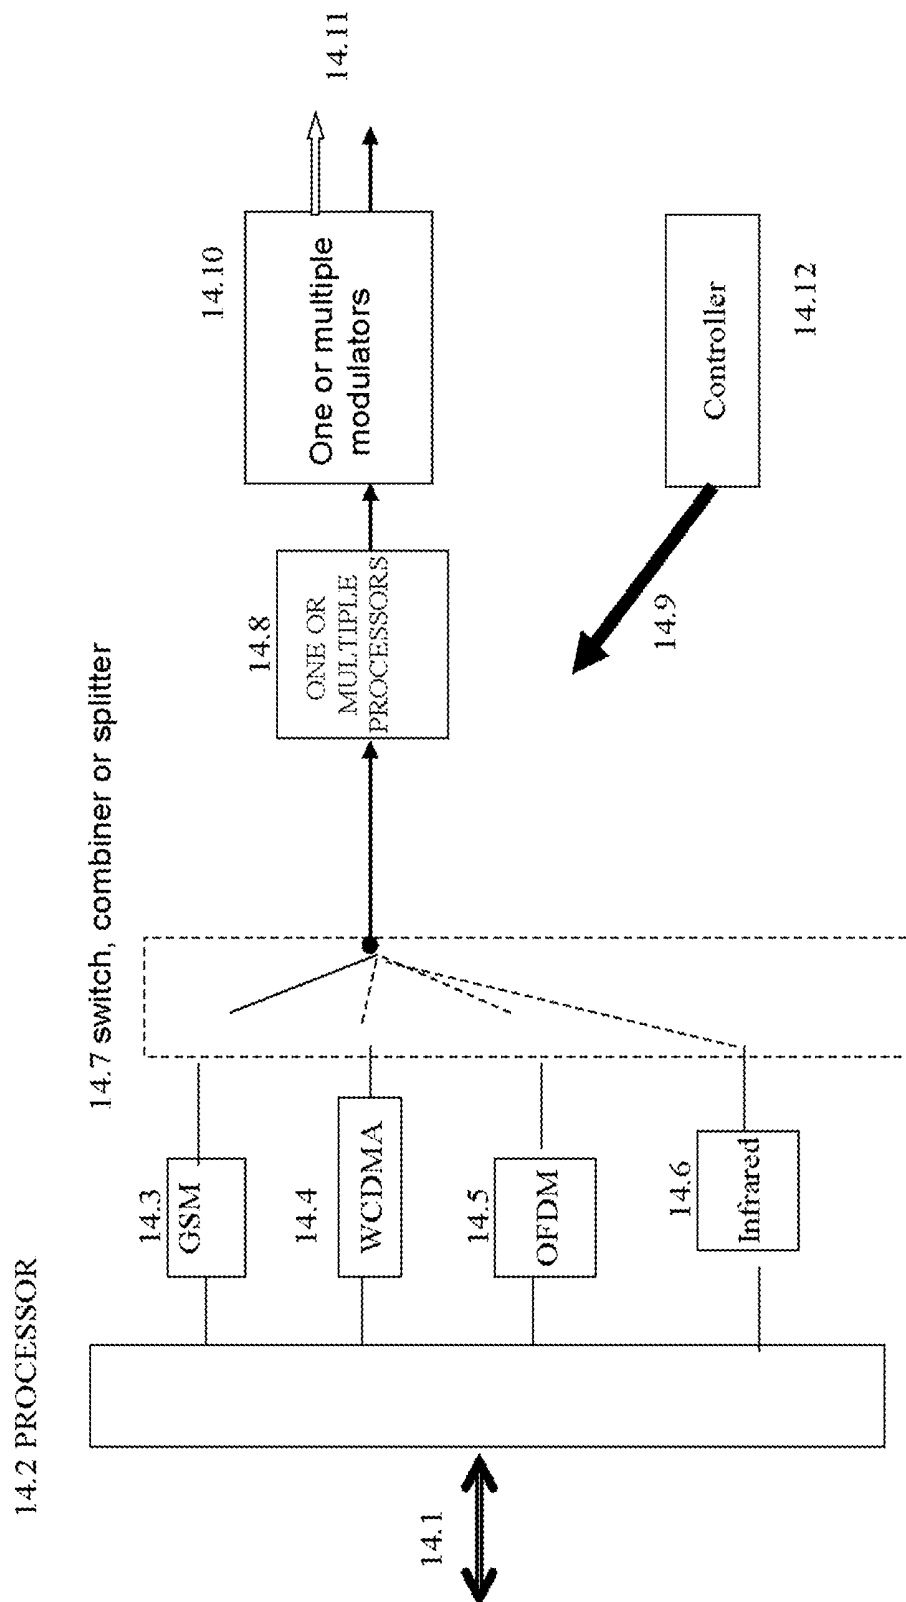 14.2 PROCESSOR
14.7 switch, combiner or splitter
14.1
14.3
GSM
14.4
WCDMA
14.5
OFDM
14.6
Infrared
14.8
ONE OR
MULTIPLE
PROCESSORS
14.10
One or multiple
modulators
14.11
14.9
Controller
14.12